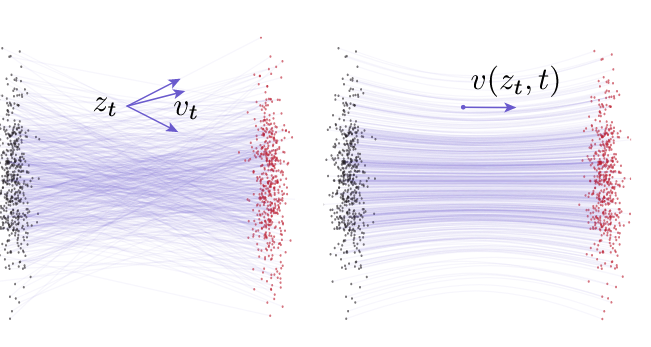 z_t
v_t
v(z_t, t)